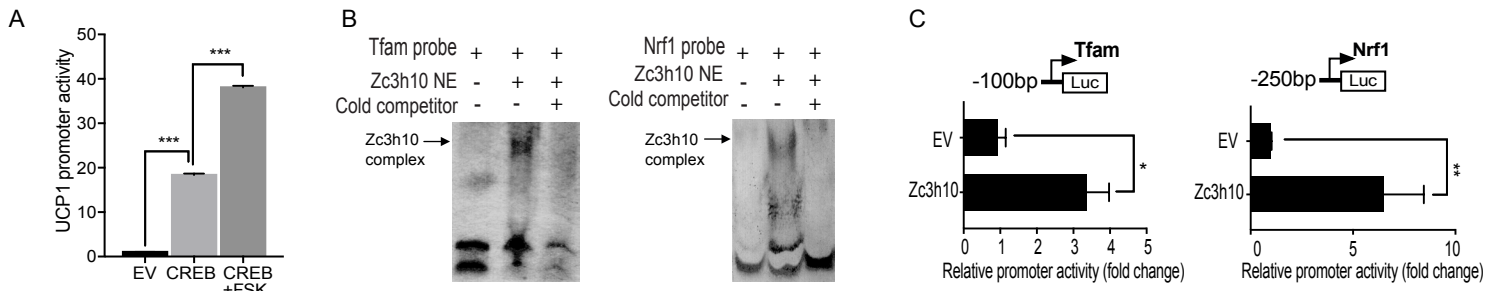 A
UCP1 promoter activity
50
40
30
20
10
0
***
***
EV CREB CREB
+FSK
B
Tfam probe + + +
Zc3h10 NE - + +
Cold competitor - - +
Zc3h10
complex
Nrf1 probe + + +
Zc3h10 NE - + +
Cold competitor - - +
Zc3h10
complex
C
Tfam
-100bp Luc
EV
Zc3h10
*
0 1 2 3 4 5
Relative promoter activity (fold change)
Nrf1
-250bp Luc
EV
Zc3h10
**
0 5 10
Relative promoter activity (fold change)